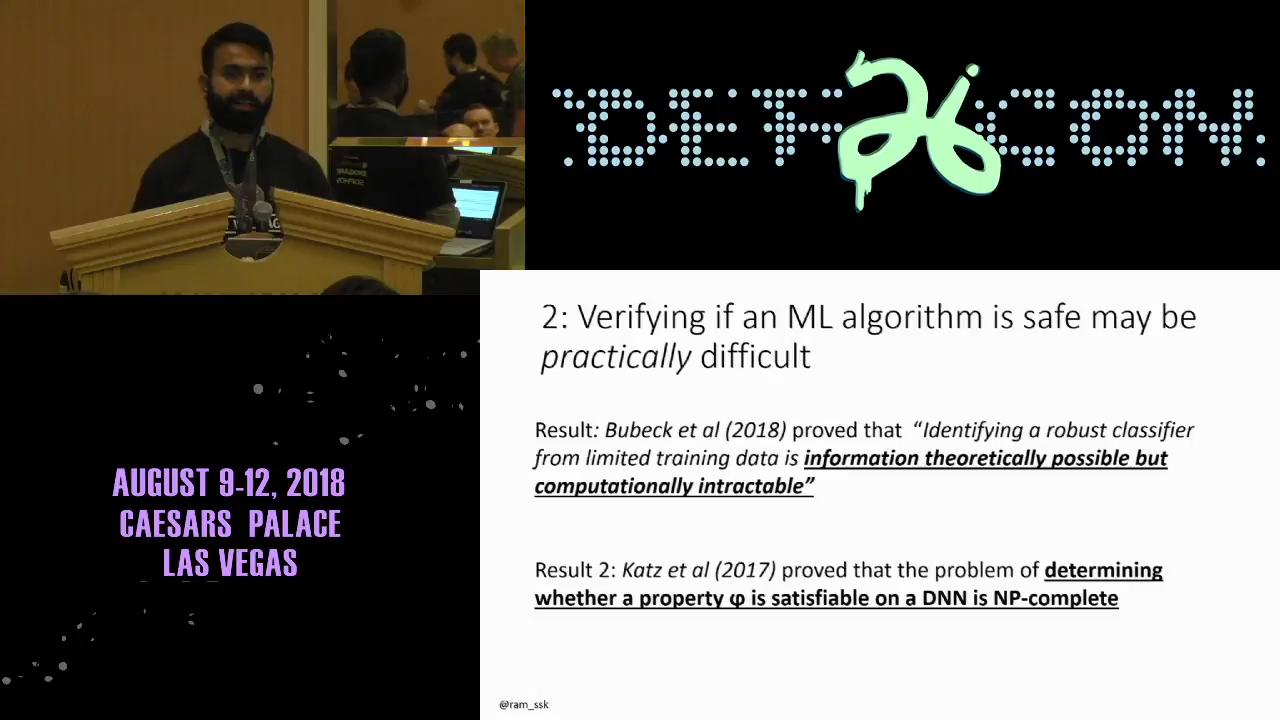 DEF CON
26
AUGUST 9-12, 2018
CAESARS PALACE
LAS VEGAS
2: Verifying if an ML algorithm is safe may be
practically difficult
Result: Bubeck et al (2018) proved that “Identifying a robust classifier
from limited training data is information theoretically possible but
computationally intractable”
Result 2: Katz et al (2017) proved that the problem of determining
whether a property φ is satisfiable on a DNN is NP-complete
@ram_ssk